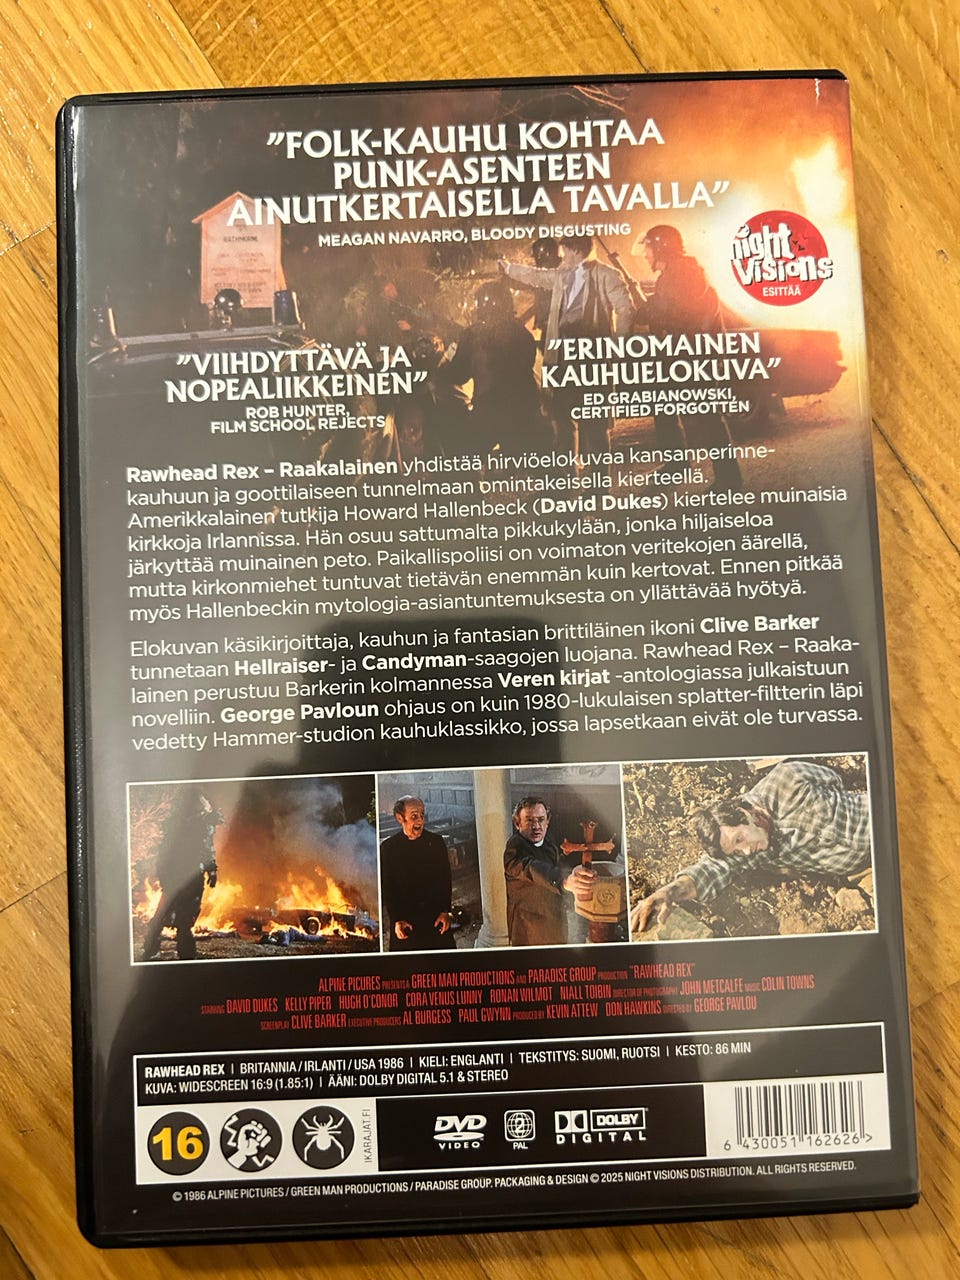 ”FOLK-KAUHU KOHTAA
PUNK-ASENTEEN
AINUTKERTAISELLA TAVALLA”
MEAGAN NAVARRO, BLOODY DISGUSTING
night
visions
ESITTÄÄ
”VIIHDYTTÄVÄ JA
NOPEALIIKKEINEN”
ROB HUNTER,
FILM SCHOOL REJECTS
”ERINOMAINEN
KAUHUELOKUVA”
ED GRABIANOWSKI,
CERTIFIED FORGOTTEN
Rawhead Rex – Raakalainen yhdistää hirviöelokuvaa kansanperinne-
kauhuun ja goottilaiseen tunnelmaan omintakeisella kierteellä.
Amerikkalainen tutkija Howard Hallenbeck (David Dukes) kiertelee muinaisia
kirkkoja Irlannissa. Hän osuu sattumalta pikkukylään, jonka hiljaiseloa
järkyttää muinainen peto. Paikallispoliisi on voimaton veritekojen äärellä,
mutta kirkonmiehet tuntuvat tietävän enemmän kuin kertovat. Ennen pitkää
myös Hallenbeckin mytologia-asiantuntemuksesta on yllättävää hyötyä.
Elokuvan käsikirjoittaja, kauhun ja fantasian brittiläinen ikoni Clive Barker
tunnetaan Hellraiser- ja Candyman-saagojen luojana. Rawhead Rex – Raaka-
lainen perustuu Barkerin kolmannessa Veren kirjat -antologiassa julkaistuun
novelliin. George Pavloun ohjaus on kuin 1980-lukulaisen splatter-filtterin läpi
vedetty Hammer-studion kauhuklassikko, jossa lapsetkaan eivät ole turvassa.
ALPINE PICURES PRESENTS A GREEN MAN PRODUCTIONS AND PARADISE GROUP PRODUCTION "RAWHEAD REX"
STARRING DAVID DUKES KELLY PIPER HUGH O'CONOR CORA VENUS LUNNY RONAN WILMOT NIALL TOIBIN DIRECTOR OF PHOTOGRAPHY JOHN METCALFE MUSIC COLIN TOWNS
SCREENPLAY CLIVE BARKER EXECUTIVE PRODUCERS AL BURGESS PAUL GWYNN PRODUCED BY KEVIN ATTEW DON HAWKINS DIRECTED BY GEORGE PAVLOU
RAWHEAD REX | BRITANNIA / IRLANTI / USA 1986 | KIELI: ENGLANTI | TEKSTITYS: SUOMI, RUOTSI | KESTO: 86 MIN
KUVA: WIDESCREEN 16:9 (1.85:1) | ÄÄNI: DOLBY DIGITAL 5.1 & STEREO
16
IKARAJAT.FI
DVD
VIDEO
2
PAL
DOLBY
DIGITAL
6 430051 162626 >
© 1986 ALPINE PICTURES / GREEN MAN PRODUCTIONS / PARADISE GROUP. PACKAGING & DESIGN © 2025 NIGHT VISIONS DISTRIBUTION. ALL RIGHTS RESERVED.